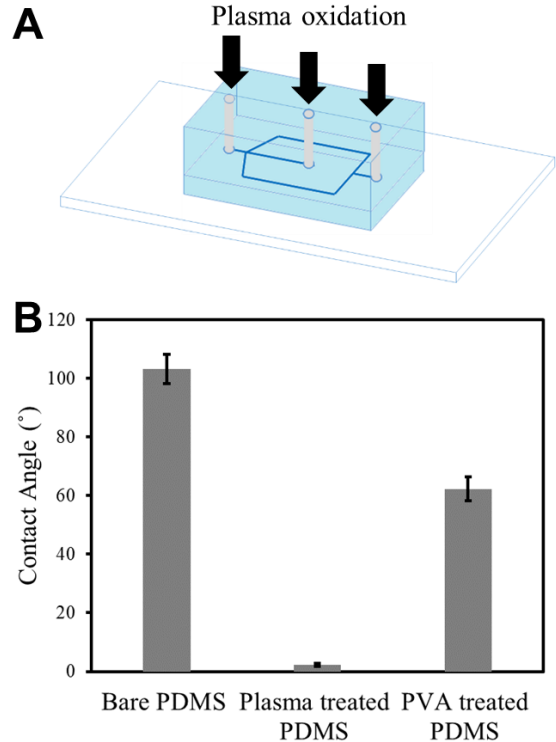 A
Plasma oxidation
B
120
100
80
60
40
20
0
Contact Angle (˚)
Bare PDMS
Plasma treated
PDMS
PVA treated
PDMS